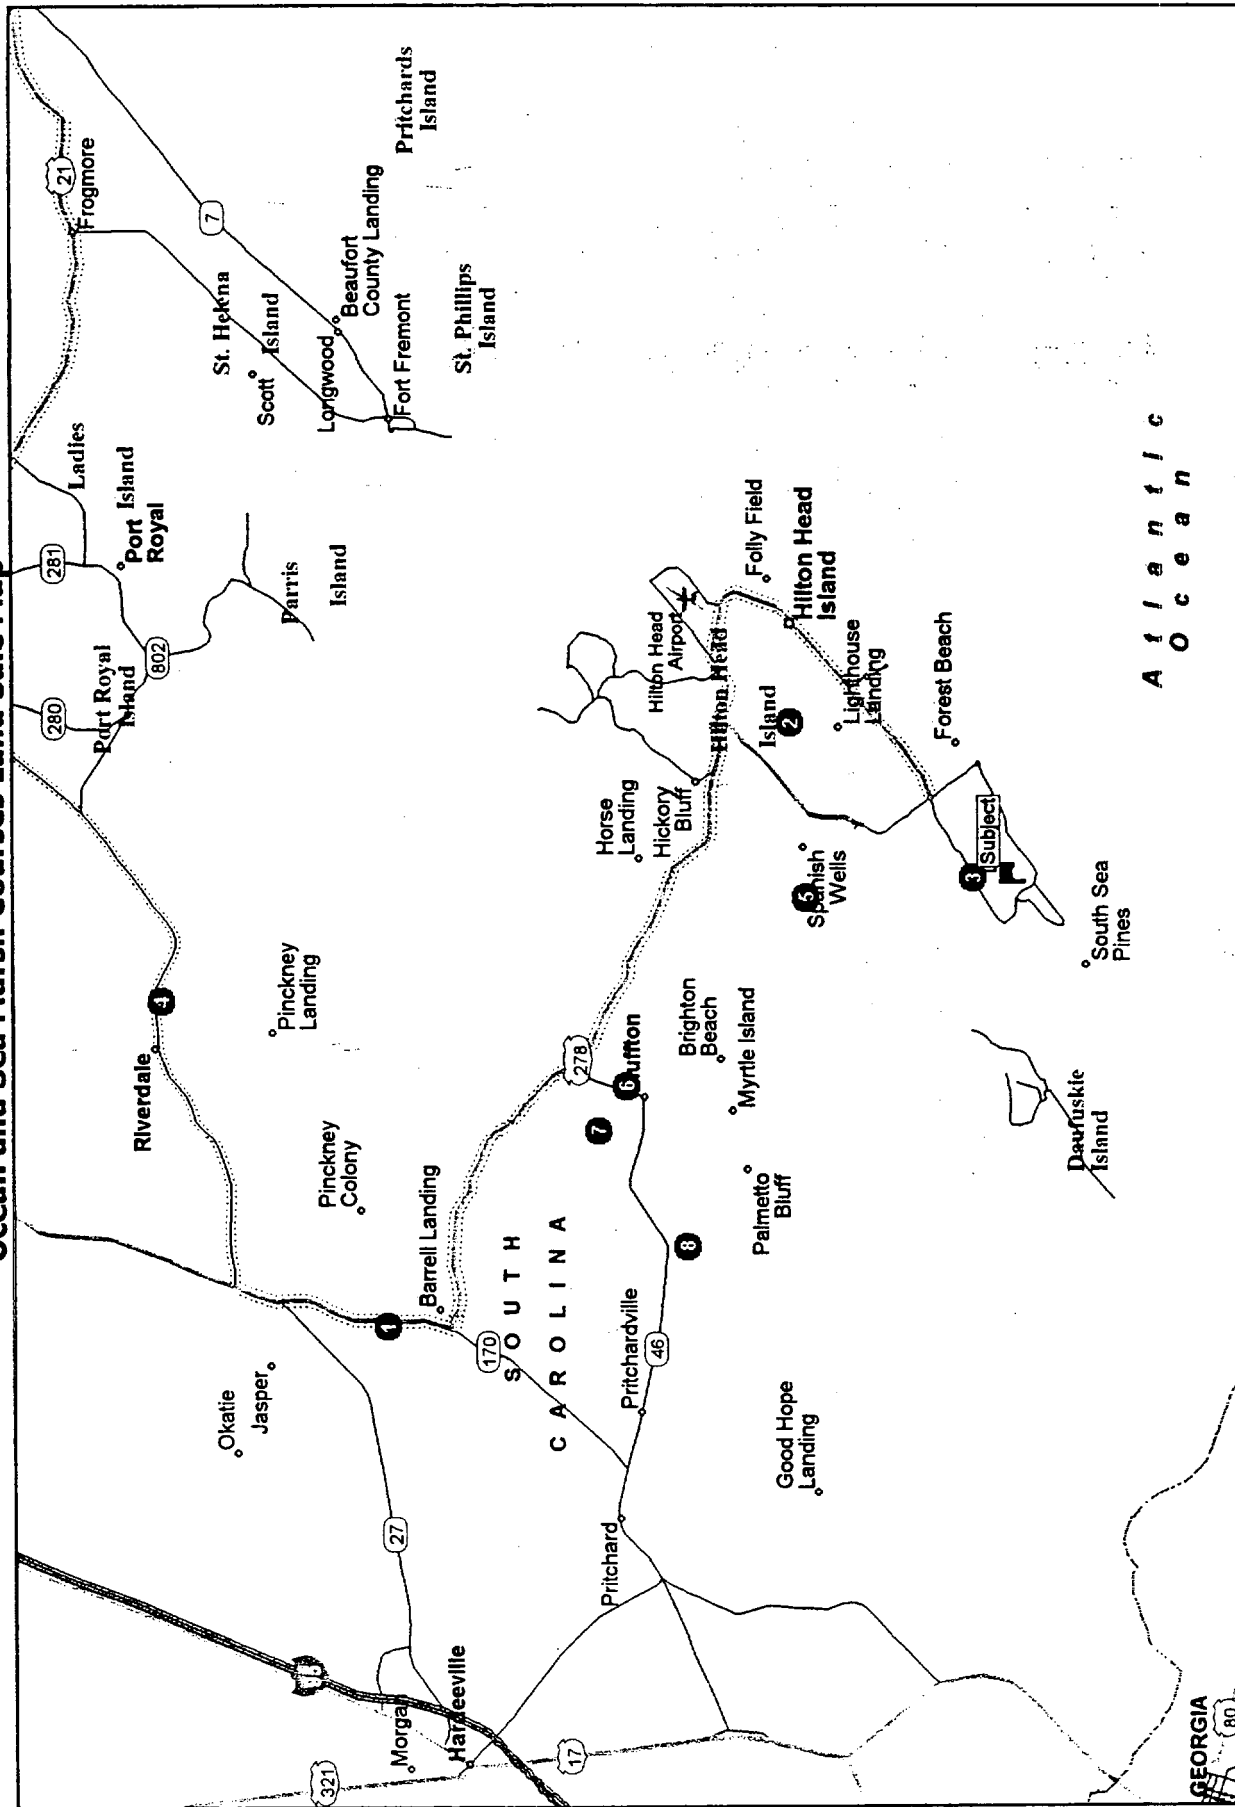 Ocean and Sea Marsh Courses Land Sale Map
321
Morgan
Hardeeville
17
27
Okatie
Jasper
Riverdale
4
Pinckney
Landing
Pinckney
Colony
Barrell Landing
1
170
SOUTH
CAROLINA
Pritchardville
46
Pritchard
Good Hope
Landing
Palmetto
Bluff
8
7
6
278
Brighton
Beach
Myrtle Island
280
281
802
Port Royal
Island
Ladies
Island
Port
Royal
Parris
Island
21
Frogmore
7
St. Helena
Island
Scott
Longwood
Beaufort
County Landing
Fort Fremont
St. Phillips
Island
Pritchards
Island
Horse
Landing
Hickory
Bluff
Hilton Head
Airport
Hilton Head
Island
2
Folly Field
Hilton Head
Island
Lighthouse
Landing
Forest Beach
5
Spanish
Wells
3
Subject
South Sea
Pines
Daufuskie
Island
Atlantic
Ocean
GEORGIA
80